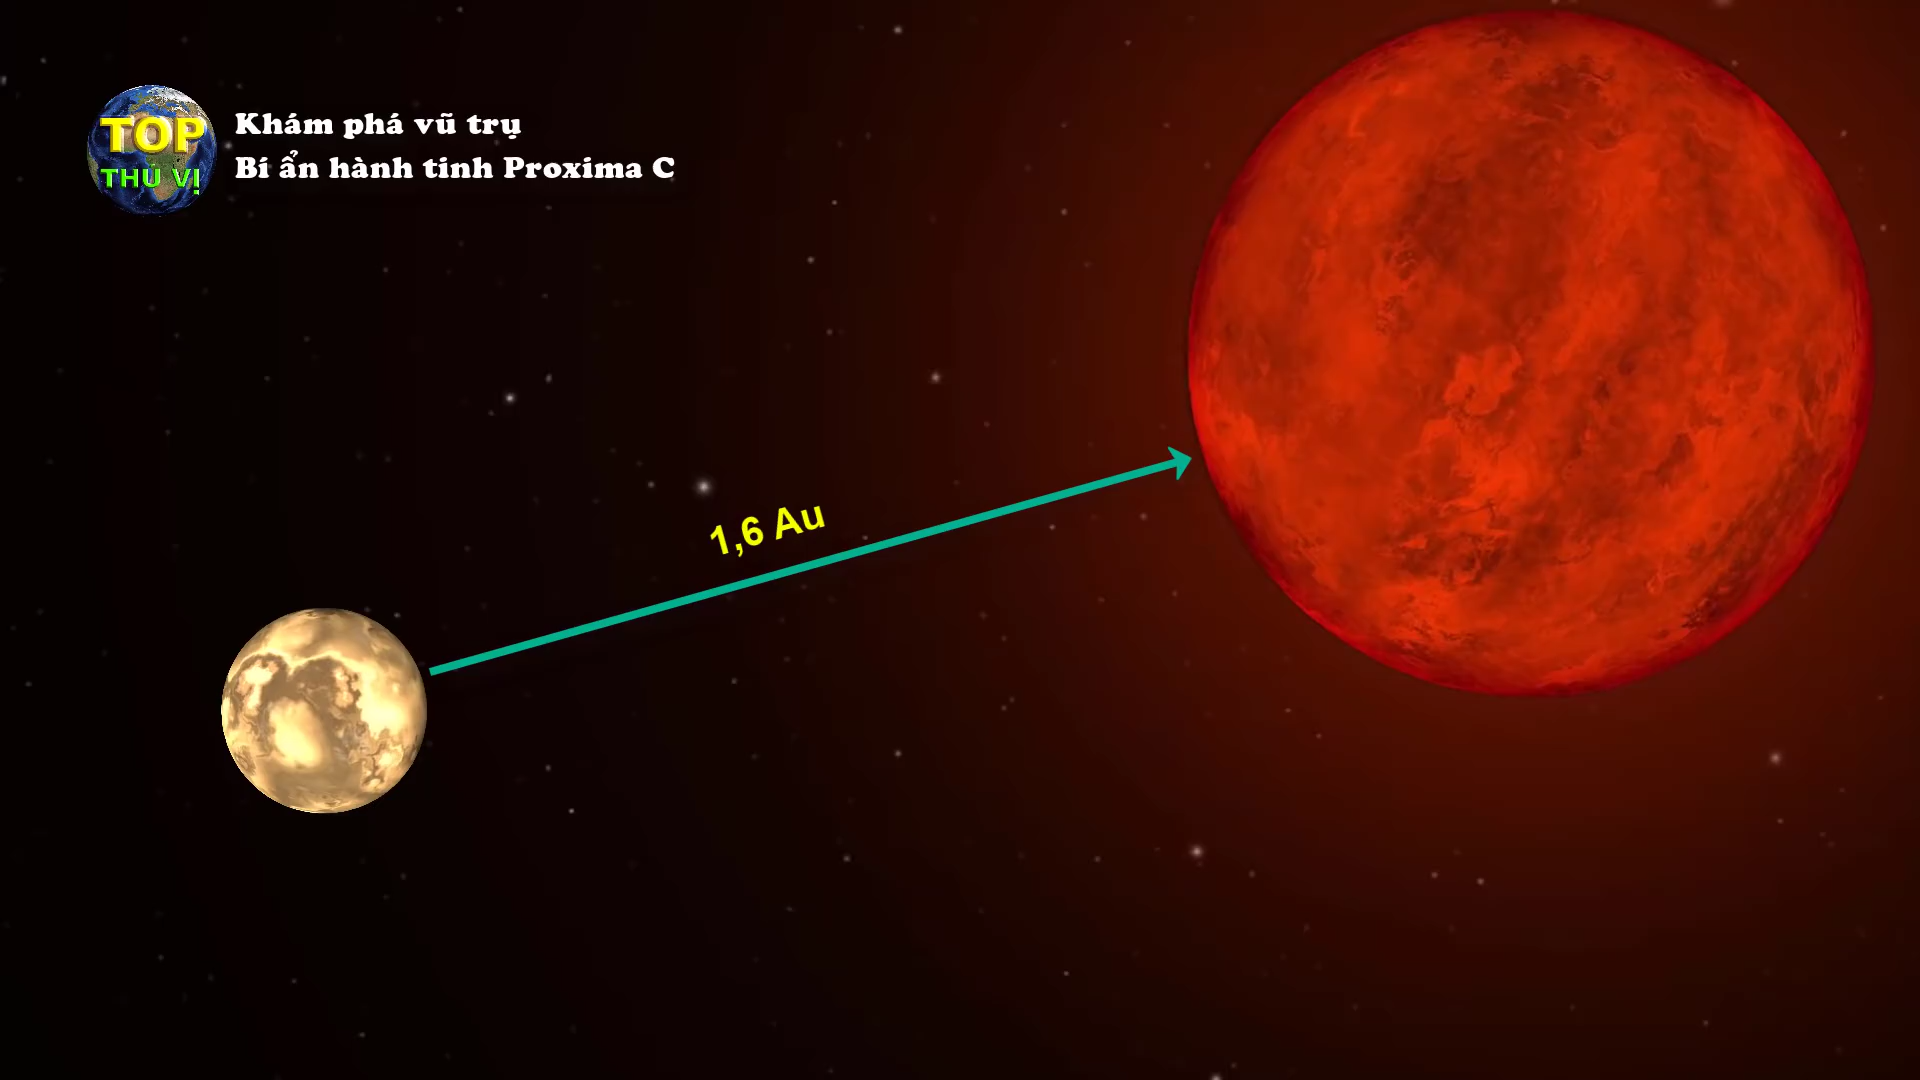 TOP
THÚ VỊ
Khám phá vũ trụ
Bí ẩn hành tinh Proxima C
1,6 Au